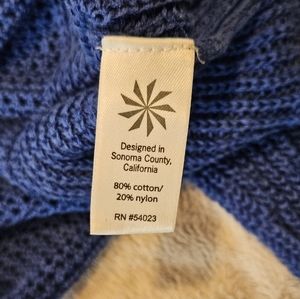 Designed in
Sonoma County,
California
80% cotton/
20% nylon
RN #54023